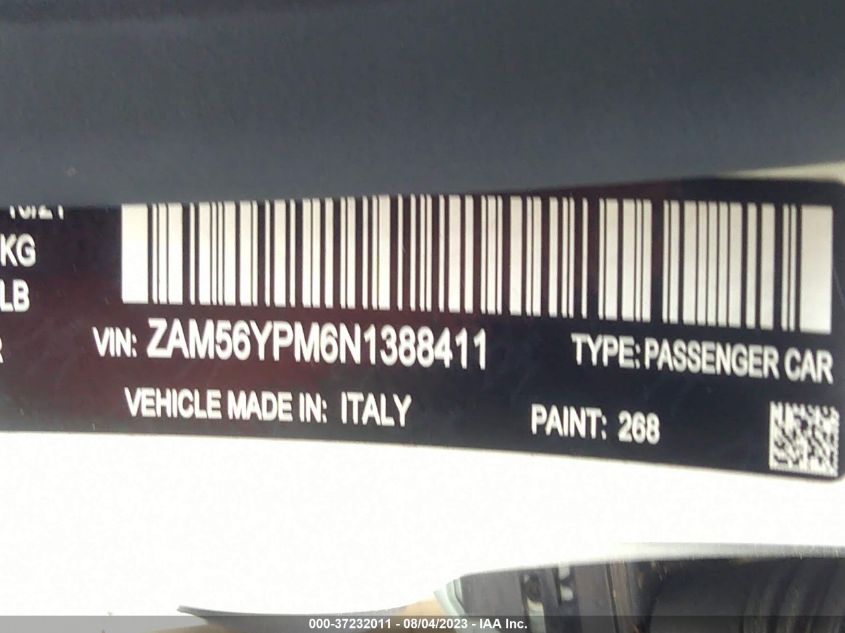 KG
LB
VIN: ZAM56YPM6N1388411
TYPE: PASSENGER CAR
VEHICLE MADE IN: ITALY
PAINT: 268
000-37232011 - 08/04/2023 - IAA Inc.